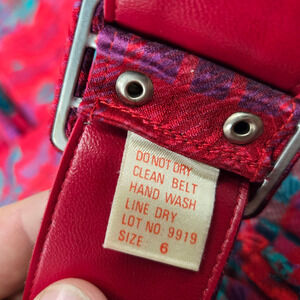 DO NOT DRY
CLEAN BELT
HAND WASH
LINE DRY
LOT NO: 9919
SIZE 6